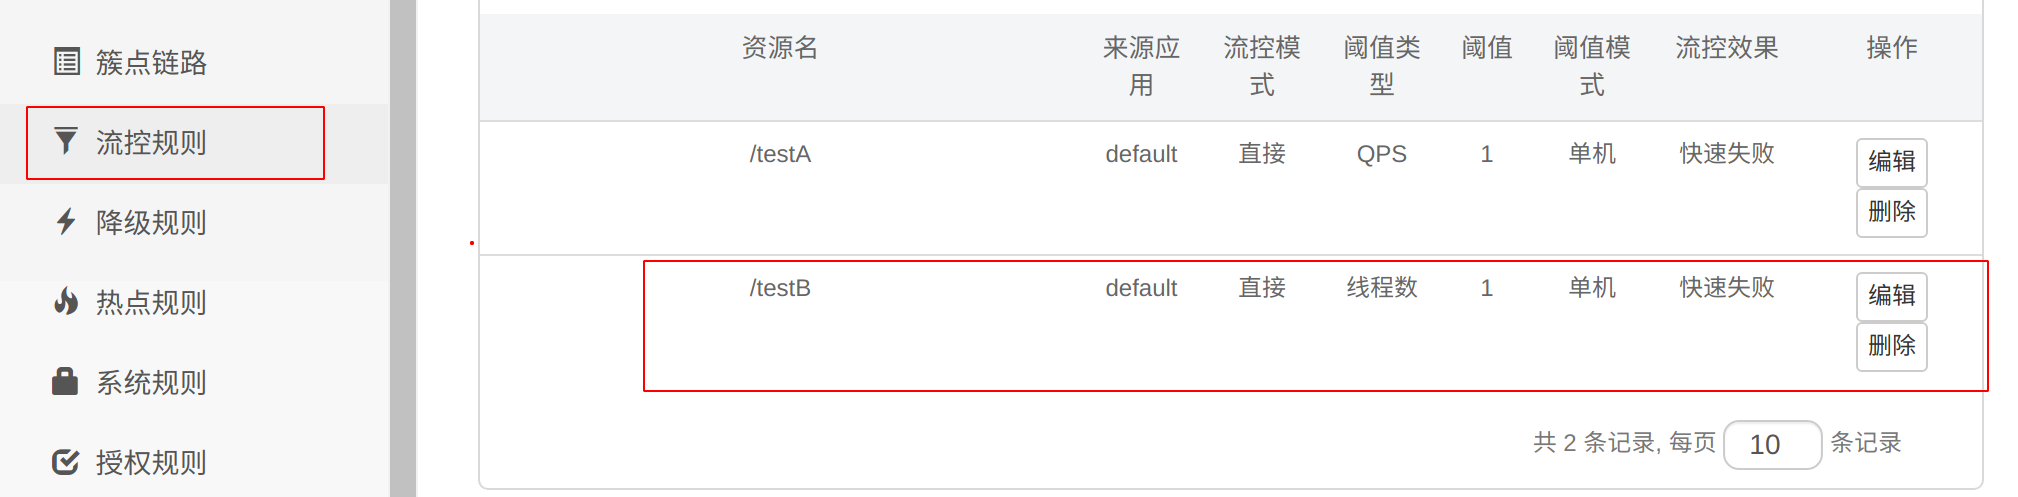 簇点链路
流控规则
降级规则
热点规则
系统规则
授权规则
资源名 来源应用 流控模式 阈值类型 阈值 阈值模式 流控效果 操作
/testA default 直接 QPS 1 单机 快速失败 编辑
删除
/testB default 直接 线程数 1 单机 快速失败 编辑
删除
共 2 条记录, 每页 10 条记录